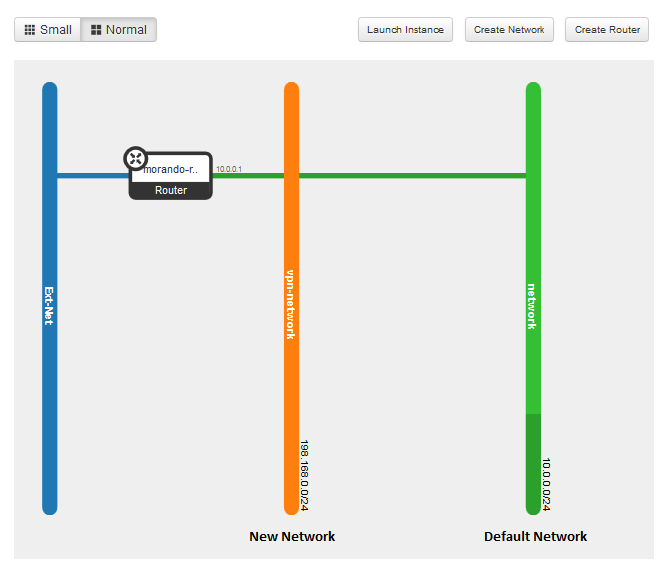 Small
Normal
Launch Instance
Create Network
Create Router
morando-r..
10.0.0.1
Router
Ext-Net
vpn-network
network
198.168.0.0/24
10.0.0.0/24
New Network
Default Network